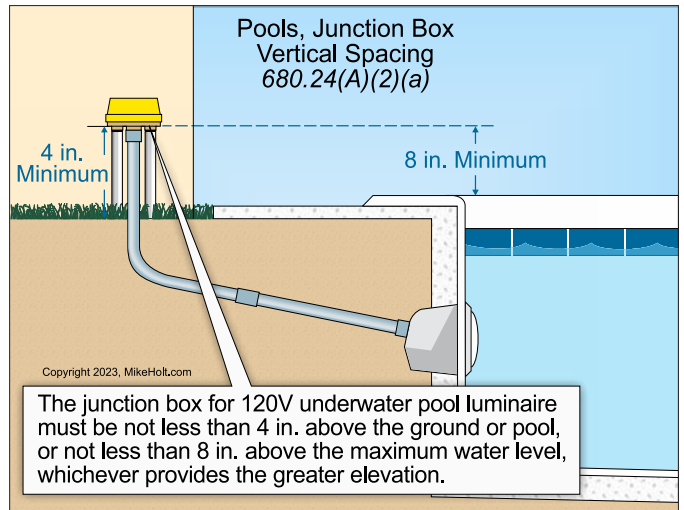 Pools, Junction Box
Vertical Spacing
680.24(A)(2)(a)
4 in.
Minimum
8 in. Minimum
Copyright 2023, MikeHolt.com
The junction box for 120V underwater pool luminaire
must be not less than 4 in. above the ground or pool,
or not less than 8 in. above the maximum water level,
whichever provides the greater elevation.